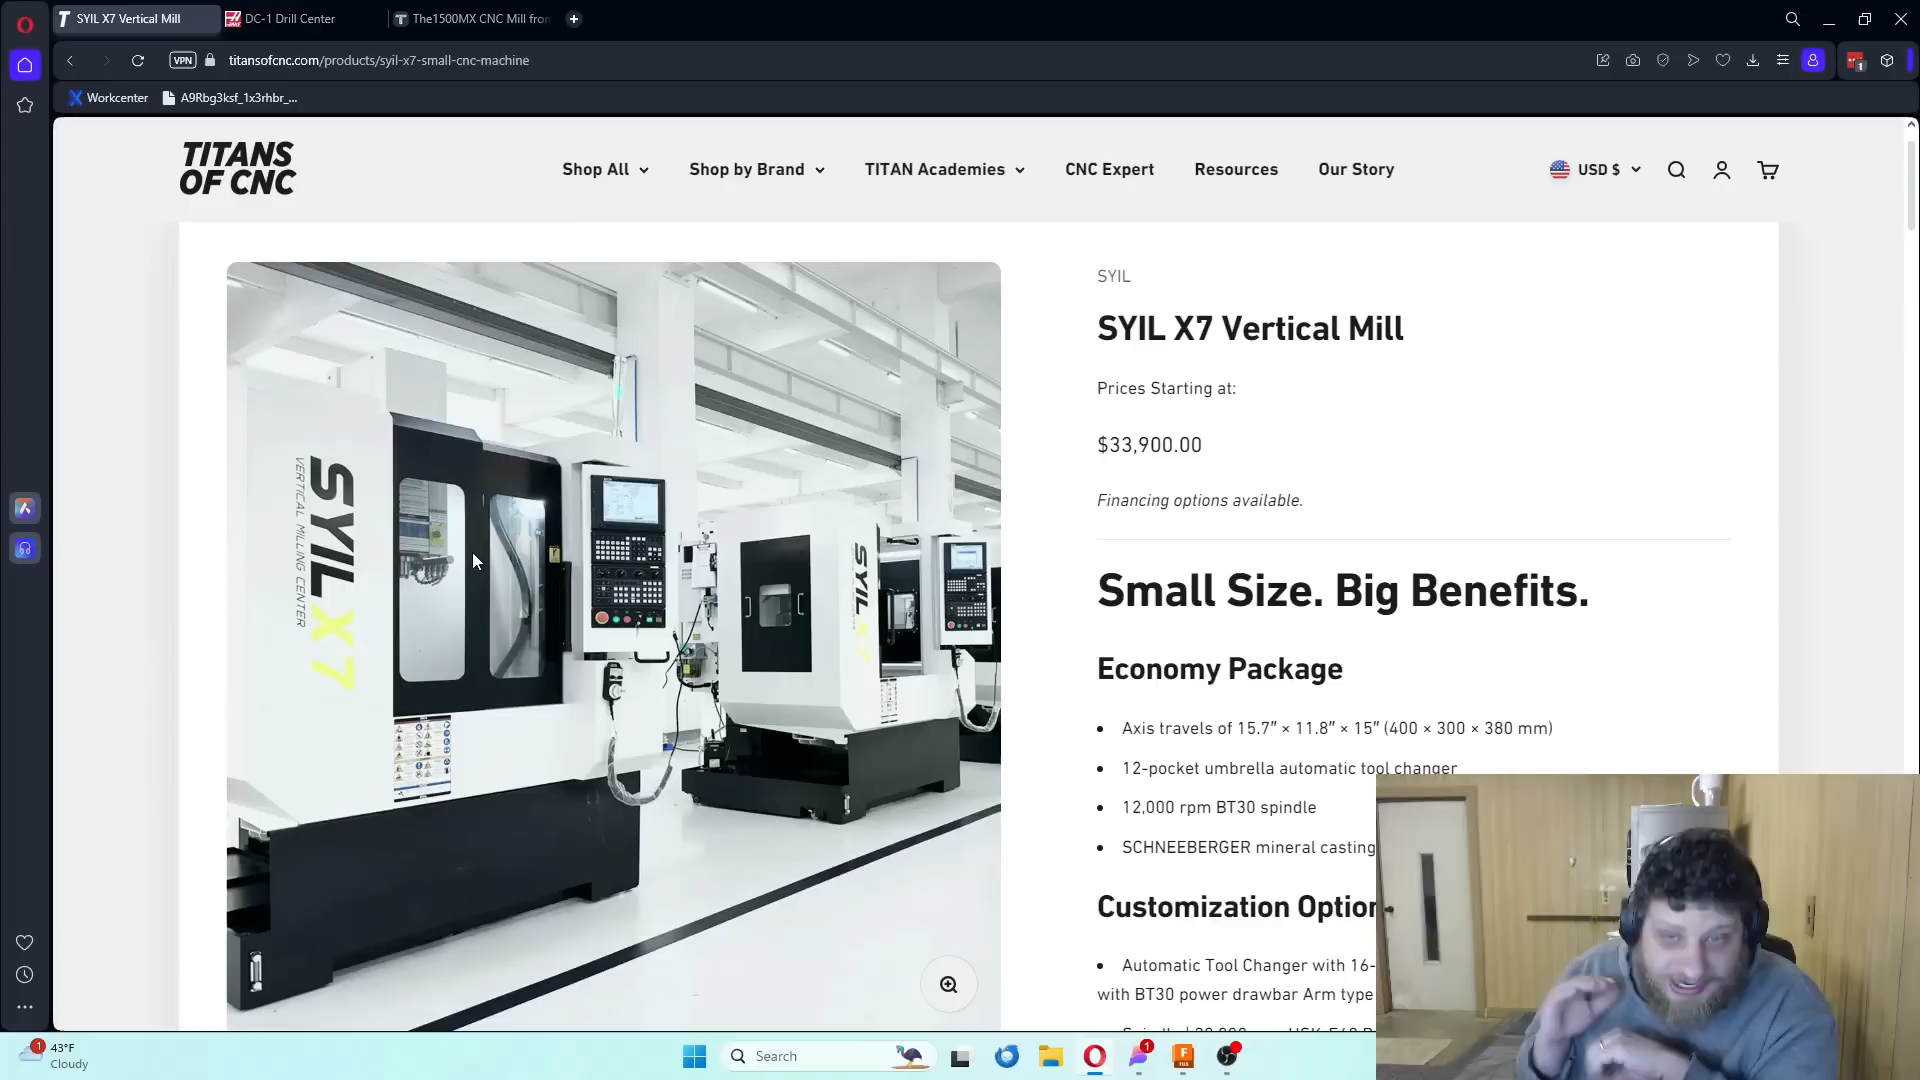 SYIL X7 Vertical Mill
DC-1 Drill Center
The1500MX CNC Mill from
VPN
titansofcnc.com/products/syil-x7-small-cnc-machine
1
Workcenter
A9Rbg3ksf_1x3rhbr_...
TITANS
OF CNC
Shop All
Shop by Brand
TITAN Academies
CNC Expert
Resources
Our Story
USD $
SYIL X7
VERTICAL MILLING CENTER
SYIL X7
SYIL
SYIL X7 Vertical Mill
Prices Starting at:
$33,900.00
Financing options available.
Small Size. Big Benefits.
Economy Package
• Axis travels of 15.7″ × 11.8″ × 15″ (400 × 300 × 380 mm)
• 12-pocket umbrella automatic tool changer
• 12,000 rpm BT30 spindle
• SCHNEEBERGER mineral casting
Customization Option
• Automatic Tool Changer with 16-
with BT30 power drawbar Arm type
1
43°F
Cloudy
Search
1